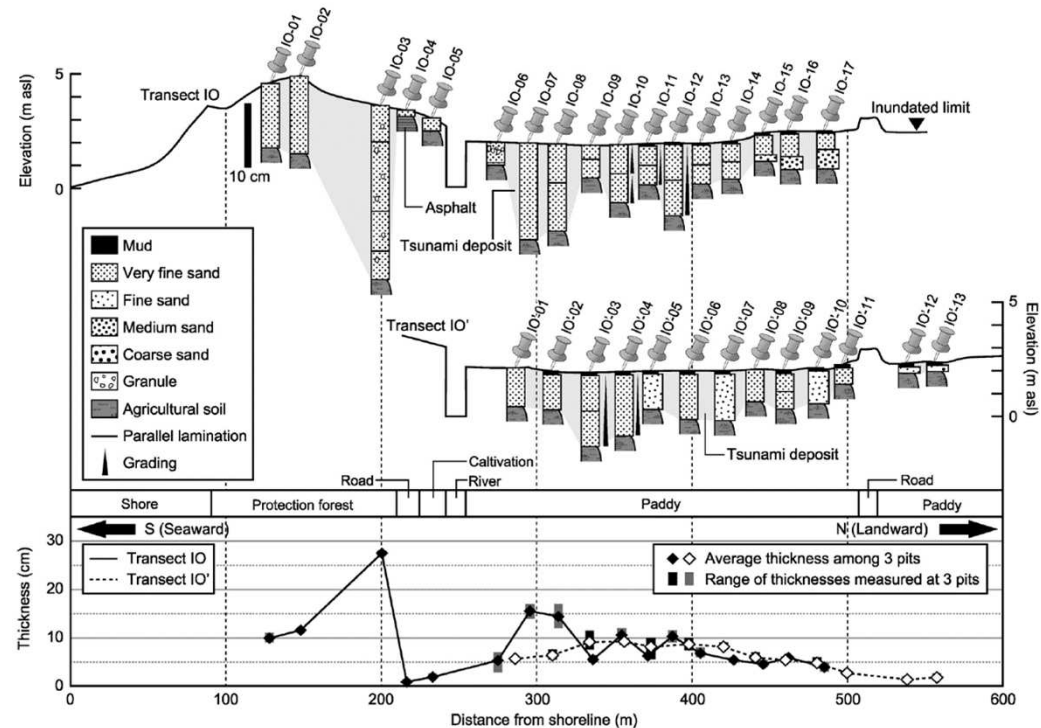 IO-01
IO-02
IO-03
IO-04
IO-05
IO-06
IO-07
IO-08
IO-09
IO-10
IO-11
IO-12
IO-13
IO-14
IO-15
IO-16
IO-17
Elevation (m asl)
5
0
Transect IO
10 cm
Asphalt
Tsunami deposit
Inundated limit
Mud
Very fine sand
Fine sand
Medium sand
Coarse sand
Granule
Agricultural soil
Parallel lamination
Grading
Transect IO'
IO'-01
IO'-02
IO'-03
IO'-04
IO'-05
IO'-06
IO'-07
IO'-08
IO'-09
IO'-10
IO'-11
IO'-12
IO'-13
5
0
Elevation (m asl)
Tsunami deposit
Caltivation
Road
River
Road
Shore
Protection forest
Paddy
Paddy
S (Seaward)
N (Landward)
Thickness (cm)
30
20
10
0
Transect IO
Transect IO'
Average thickness among 3 pits
Range of thicknesses measured at 3 pits
0 100 200 300 400 500 600
Distance from shoreline (m)